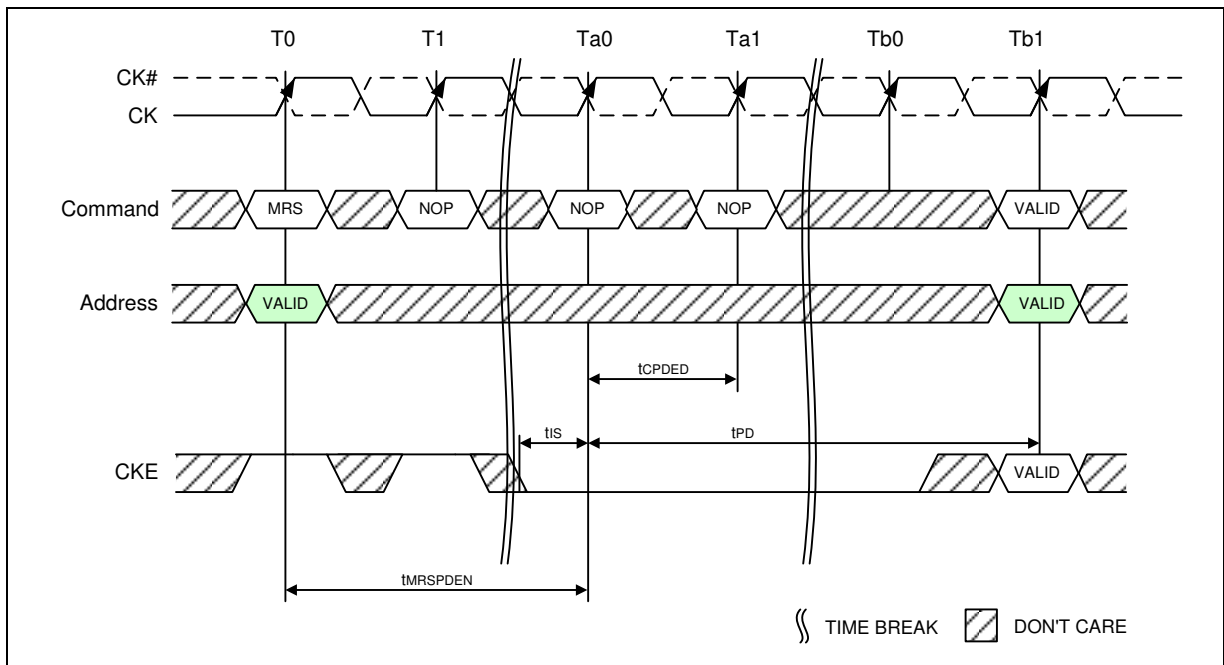 T0 T1 Ta0 Ta1 Tb0 Tb1
CK#
CK
Command MRS NOP NOP NOP VALID
Address VALID VALID
tCPDED
tIS tPD
CKE VALID
tMRSPDEN
TIME BREAK DON'T CARE